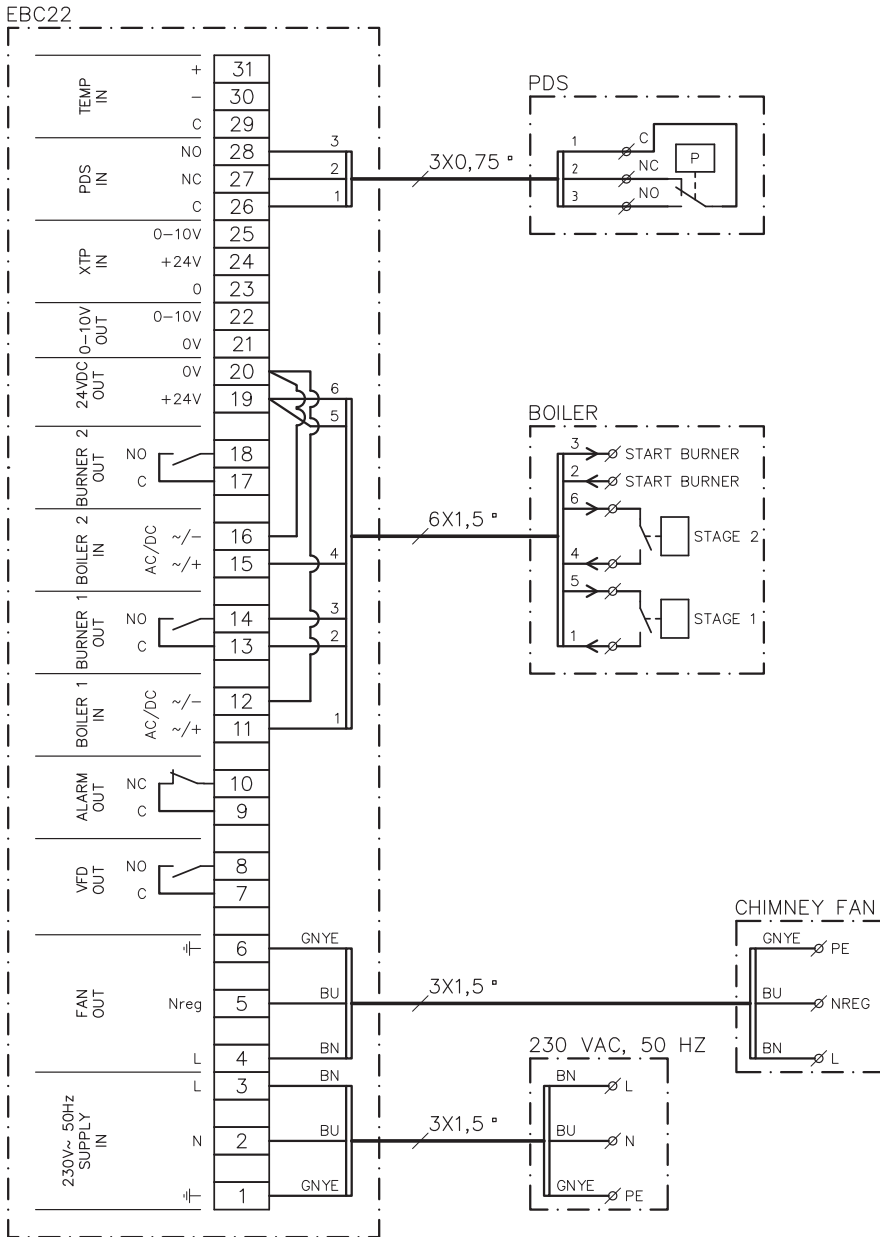 EBC22
TEMP IN
+ 31
- 30
C 29
PDS IN
NO 28 3
NC 27 2
C 26 1
3X0,75 ¤
PDS
1 C
2 NC
3 NO
P
XTP IN
0-10V 25
+24V 24
0 23
0-10V OUT
0-10V 22
0V 21
24VDC OUT
0V 20
+24V 19 6
5
BURNER 2 OUT
NO 18
C 17
BOILER 2 IN
AC/DC
~/- 16
~/+ 15 4
BURNER 1 OUT
NO 14 3
C 13 2
BOILER 1 IN
AC/DC
~/- 12
~/+ 11 1
6X1,5 ¤
BOILER
3 START BURNER
2 START BURNER
6
STAGE 2
4
5
STAGE 1
1
ALARM OUT
NC 10
C 9
VFD OUT
NO 8
C 7
FAN OUT
6 GNYE
Nreg 5 BU
L 4 BN
3X1,5 ¤
CHIMNEY FAN
GNYE PE
BU NREG
BN L
230V~ 50Hz SUPPLY IN
L 3 BN
N 2 BU
1 GNYE
3X1,5 ¤
230 VAC, 50 HZ
BN L
BU N
GNYE PE